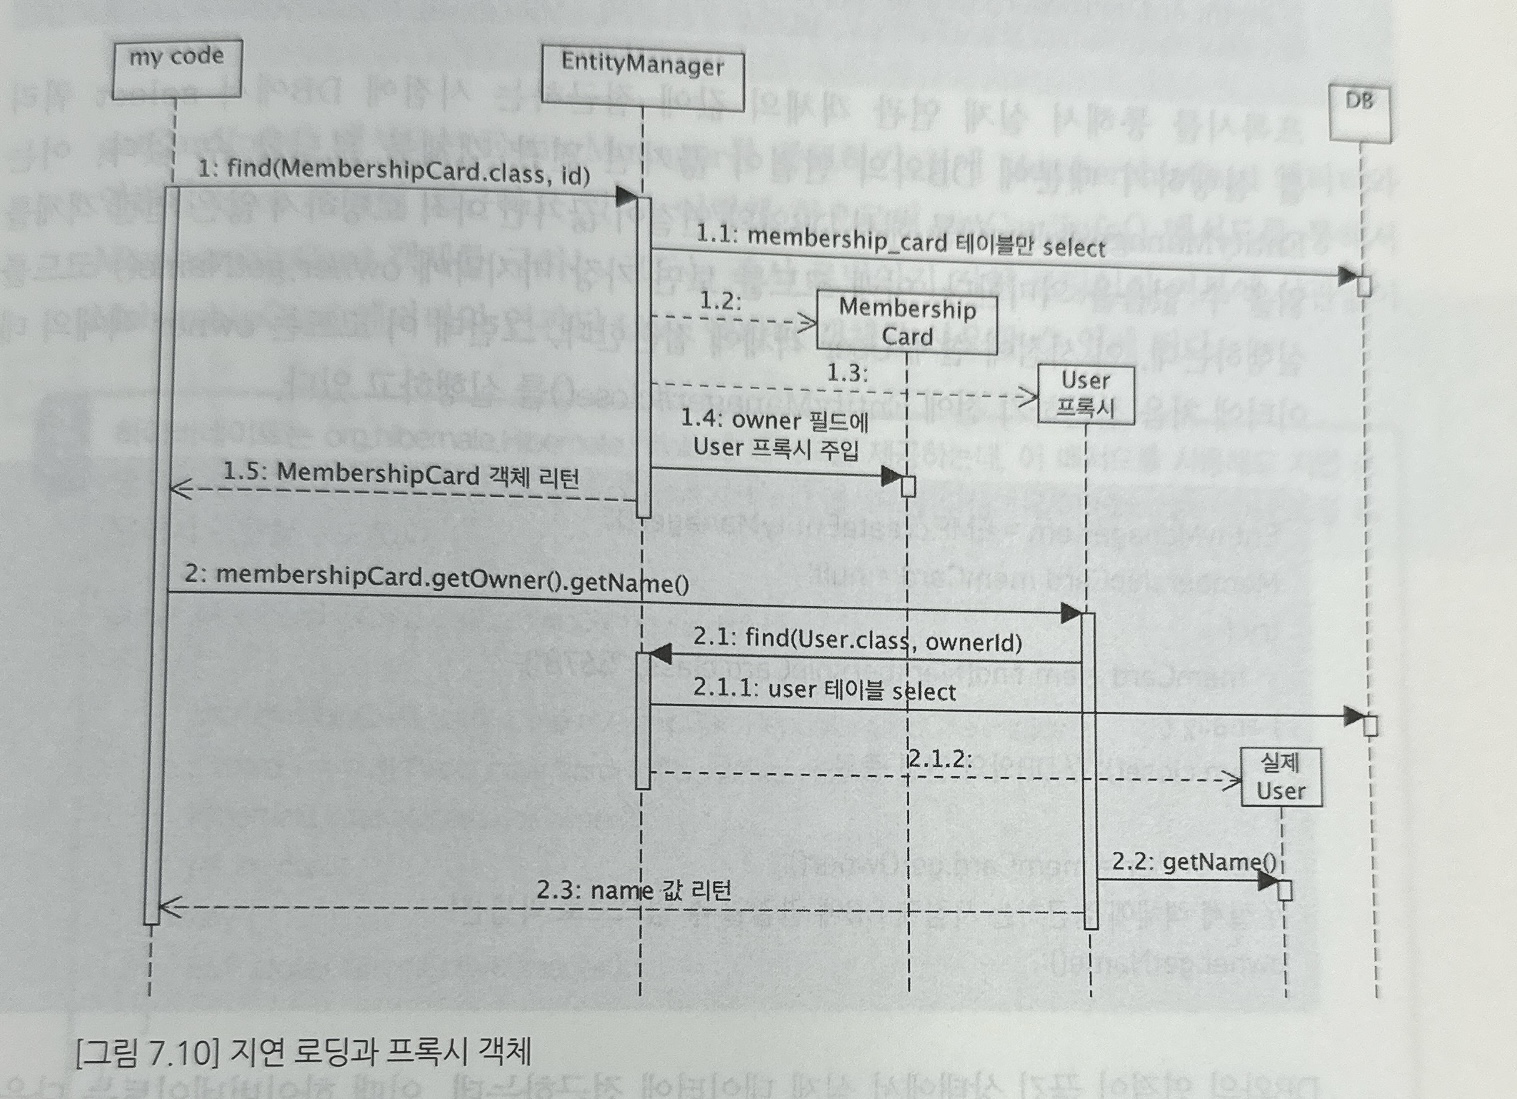 my code
EntityManager
DB
1: find(MembershipCard.class, id)
1.1: membership_card 테이블만 select
1.2:
Membership
Card
1.3:
User
프록시
1.4: owner 필드에
User 프록시 주입
1.5: MembershipCard 객체 리턴
2: membershipCard.getOwner().getName()
2.1: find(User.class, ownerId)
2.1.1: user 테이블 select
2.1.2:
실제
User
2.2: getName()
2.3: name 값 리턴
[그림 7.10] 지연 로딩과 프록시 객체